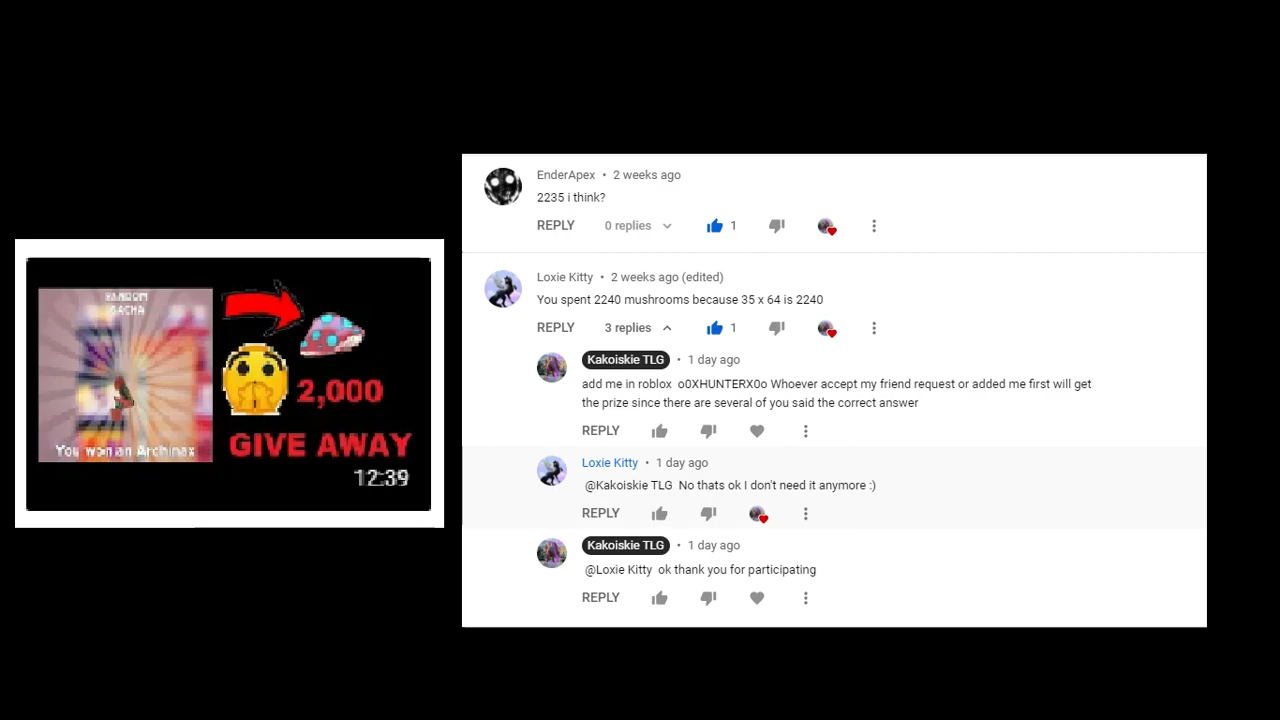 RANDOM
GACHA
You won an Archinax
2,000
GIVE AWAY
12:39
EnderApex • 2 weeks ago
2235 i think?
REPLY 0 replies 1
Loxie Kitty • 2 weeks ago (edited)
You spent 2240 mushrooms because 35 x 64 is 2240
REPLY 3 replies 1
Kakoiskie TLG • 1 day ago
add me in roblox o0XHUNTERX0o Whoever accept my friend request or added me first will get
the prize since there are several of you said the correct answer
REPLY
Loxie Kitty • 1 day ago
@Kakoiskie TLG No thats ok I don't need it anymore :)
REPLY
Kakoiskie TLG • 1 day ago
@Loxie Kitty ok thank you for participating
REPLY